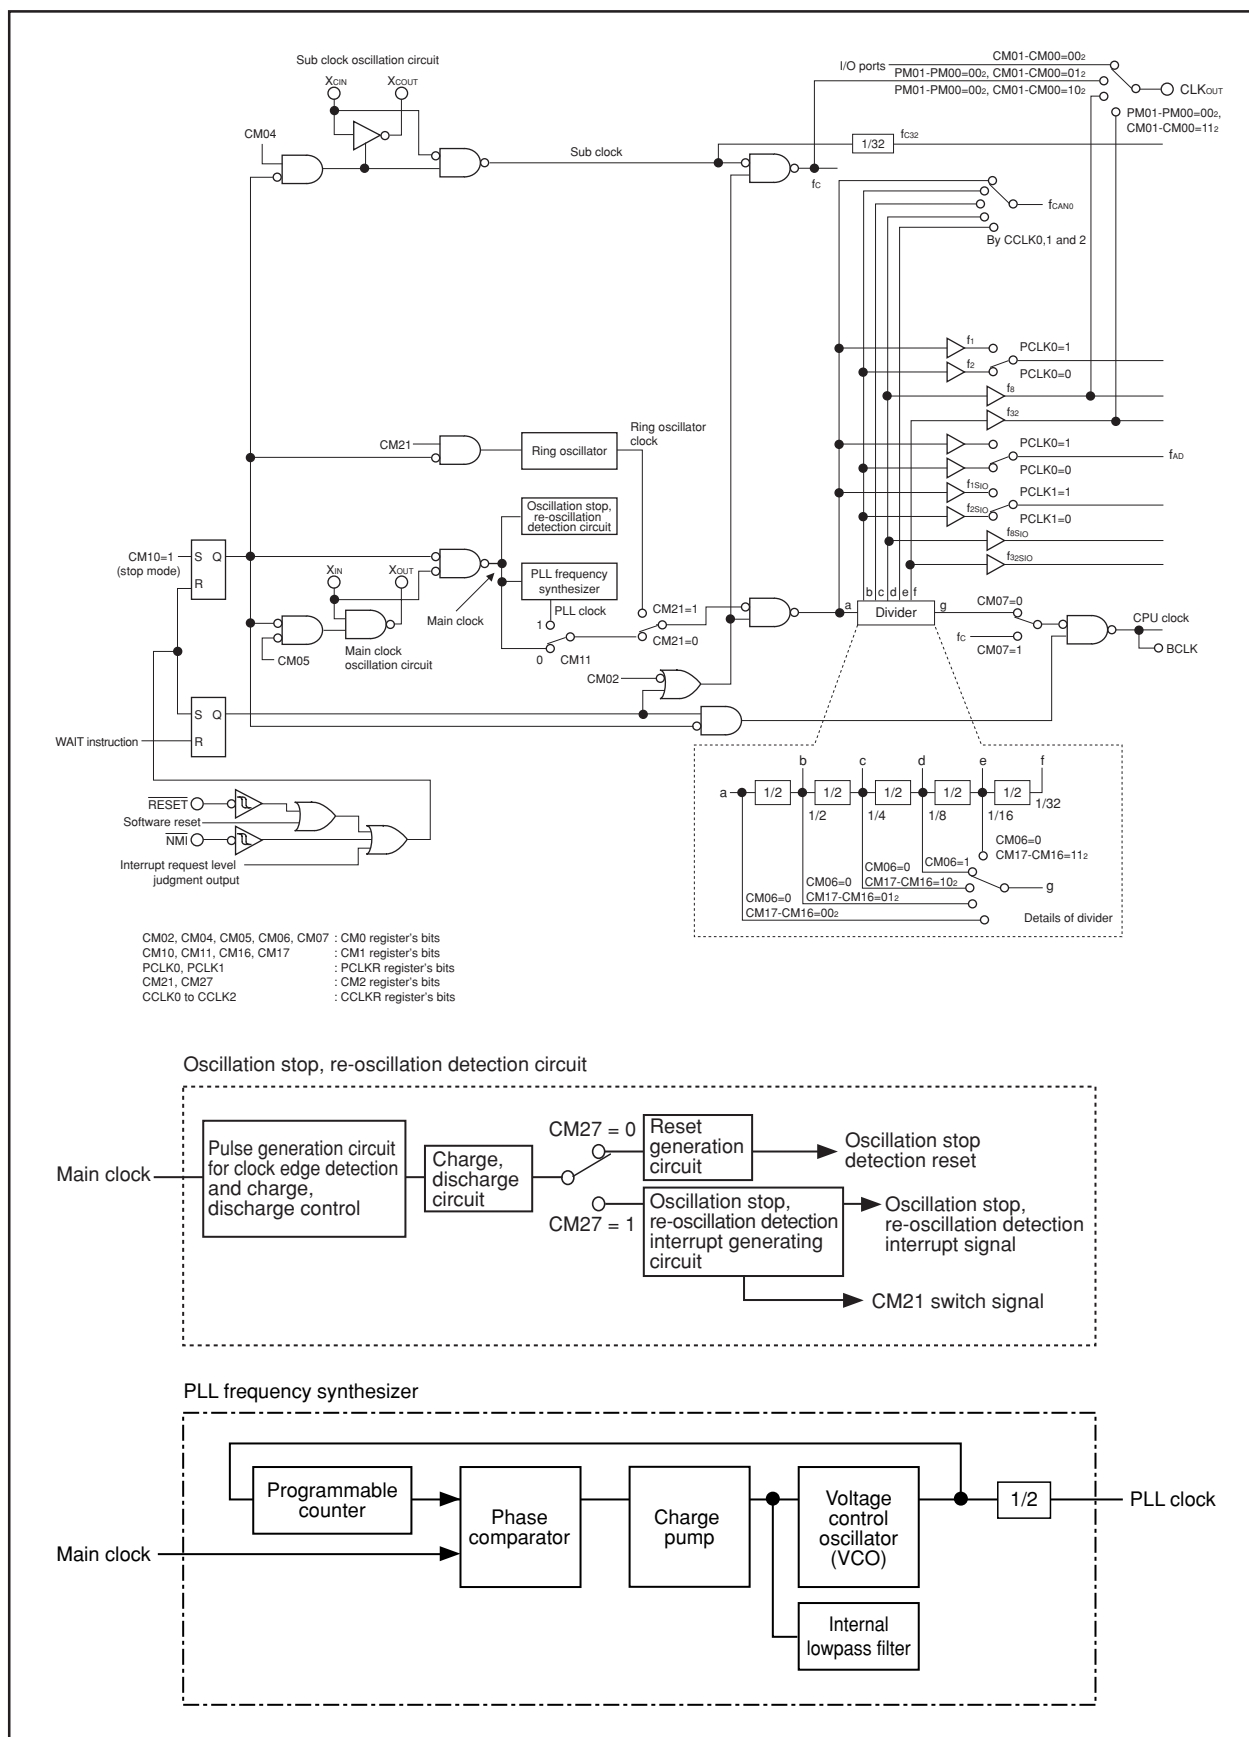 Sub clock oscillation circuit
XCIN
XCOUT
CM04
Sub clock
I/O ports
CM01-CM00=002
PM01-PM00=002, CM01-CM00=012
PM01-PM00=002, CM01-CM00=102
CLKOUT
PM01-PM00=002,
CM01-CM00=112
fC32
1/32
fC
fCAN0
By CCLK0,1 and 2
f1
PCLK0=1
f2
PCLK0=0
f8
f32
CM21
Ring oscillator
Ring oscillator
clock
PCLK0=1
fAD
PCLK0=0
f1SIO
PCLK1=1
f2SIO
PCLK1=0
f8SIO
f32SIO
Oscillation stop,
re-oscillation
detection circuit
CM10=1
(stop mode)
S Q
R
XIN
XOUT
PLL frequency
synthesizer
Main clock
PLL clock
1
0
CM11
CM21=1
CM21=0
CM05
Main clock
oscillation circuit
a
b c d e f
Divider
g
CM07=0
fC
CM07=1
CPU clock
BCLK
CM02
S Q
R
WAIT instruction
RESET
Software reset
NMI
Interrupt request level
judgment output
b
c
d
e
f
a
1/2
1/2
1/2
1/2
1/2
1/2
1/4
1/8
1/16
1/32
CM06=0
CM17-CM16=112
CM06=1
CM06=0
CM17-CM16=102
CM06=0
CM17-CM16=012
CM06=0
CM17-CM16=002
g
Details of divider
CM02, CM04, CM05, CM06, CM07 : CM0 register's bits
CM10, CM11, CM16, CM17 : CM1 register's bits
PCLK0, PCLK1 : PCLKR register's bits
CM21, CM27 : CM2 register's bits
CCLK0 to CCLK2 : CCLKR register's bits
Oscillation stop, re-oscillation detection circuit
Main clock
Pulse generation circuit
for clock edge detection
and charge,
discharge control
Charge,
discharge
circuit
CM27 = 0
CM27 = 1
Reset
generation
circuit
Oscillation stop
detection reset
Oscillation stop,
re-oscillation detection
interrupt generating
circuit
Oscillation stop,
re-oscillation detection
interrupt signal
CM21 switch signal
PLL frequency synthesizer
Programmable
counter
Main clock
Phase
comparator
Charge
pump
Voltage
control
oscillator
(VCO)
1/2
PLL clock
Internal
lowpass filter